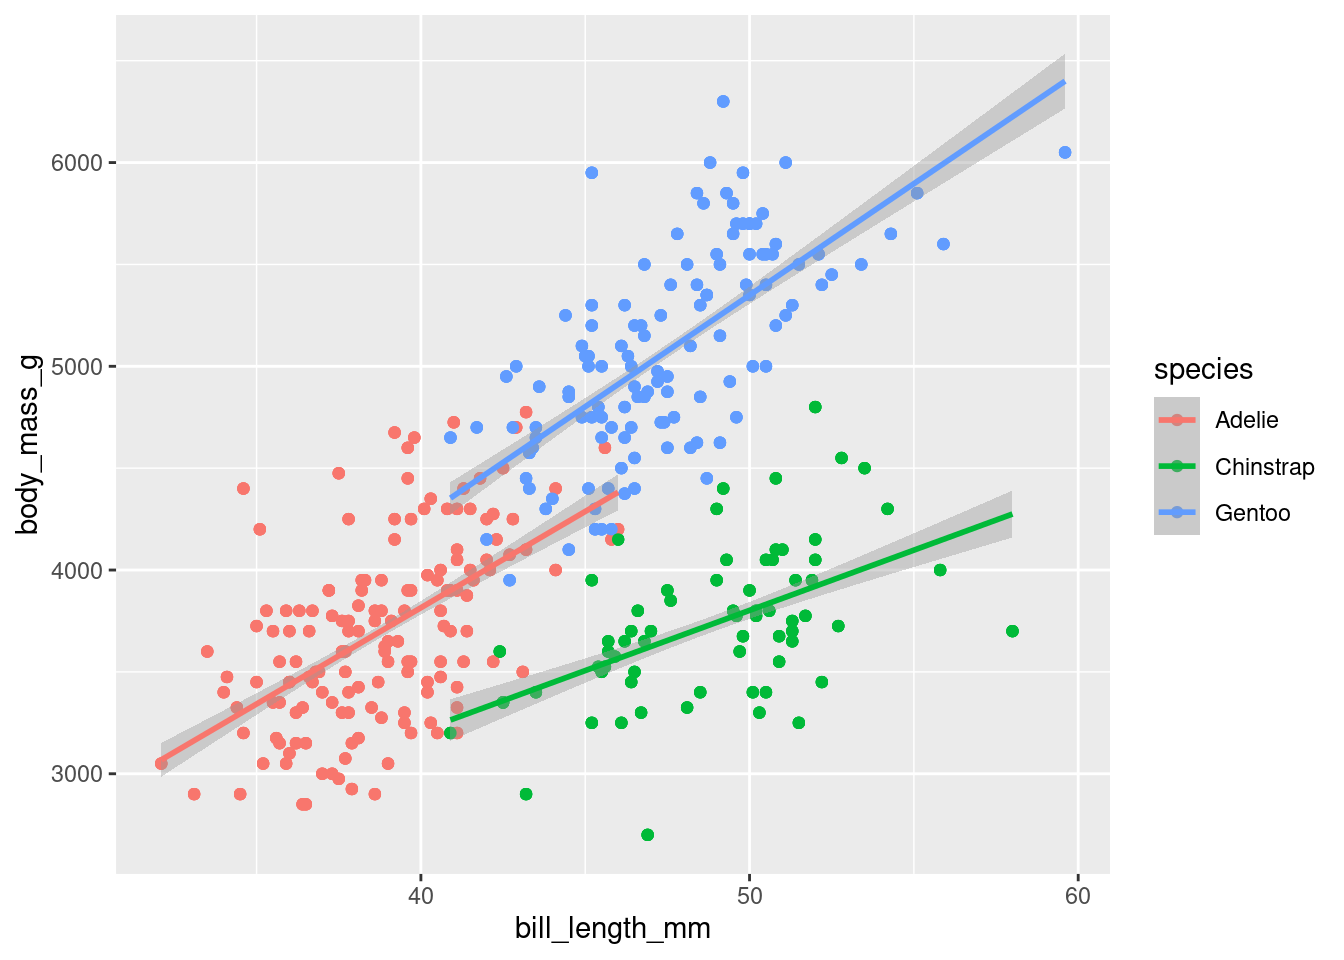 body_mass_g
6000
5000
4000
3000
40
50
60
bill_length_mm
species
Adelie
Chinstrap
Gentoo